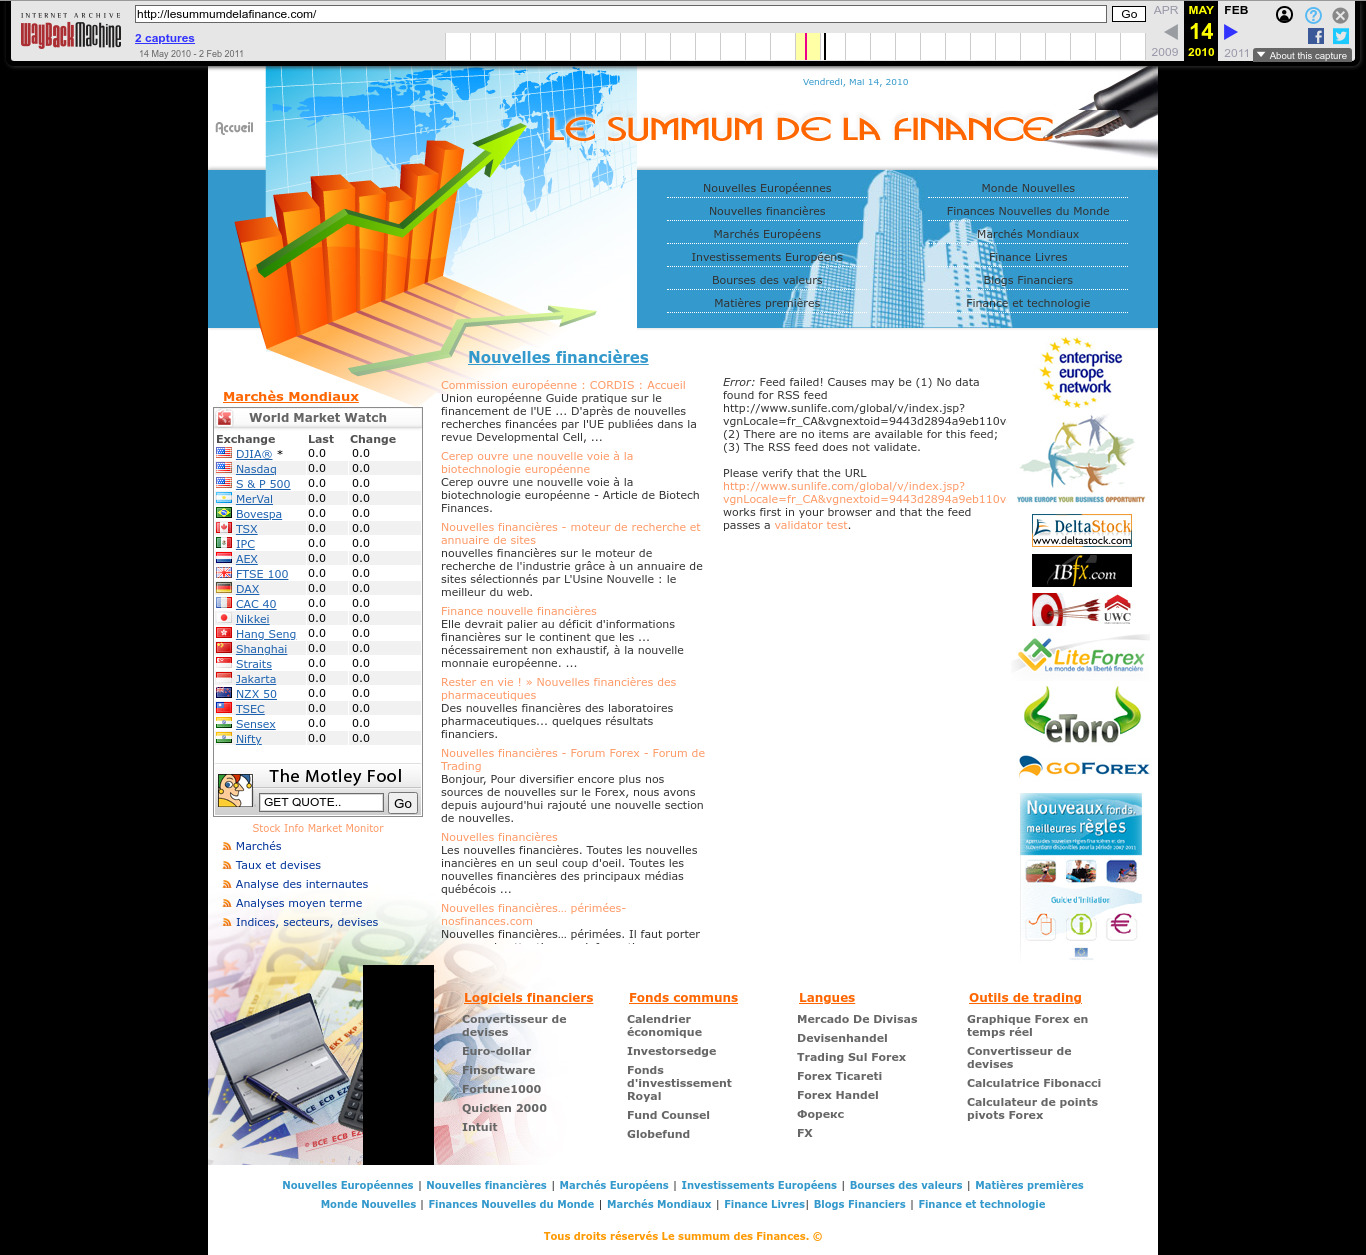 INTERNET ARCHIVE
WayBackMachine
http://lesummumdelafinance.com/
Go
APR MAY FEB
2 captures
14
14 May 2010 - 2 Feb 2011
2009 2010 2011
About this capture
Vendredi, Mai 14, 2010
Accueil
LE SUMMUM DE LA FINANCE
Nouvelles Européennes
Nouvelles financières
Marchés Européens
Investissements Européens
Bourses des valeurs
Matières premières
Monde Nouvelles
Finances Nouvelles du Monde
Marchés Mondiaux
Finance Livres
Blogs Financiers
Finance et technologie
Marchès Mondiaux
World Market Watch
Exchange Last Change
DJIA® * 0.0 0.0
Nasdaq 0.0 0.0
S & P 500 0.0 0.0
MerVal 0.0 0.0
Bovespa 0.0 0.0
TSX 0.0 0.0
IPC 0.0 0.0
AEX 0.0 0.0
FTSE 100 0.0 0.0
DAX 0.0 0.0
CAC 40 0.0 0.0
Nikkei 0.0 0.0
Hang Seng 0.0 0.0
Shanghai 0.0 0.0
Straits 0.0 0.0
Jakarta 0.0 0.0
NZX 50 0.0 0.0
TSEC 0.0 0.0
Sensex 0.0 0.0
Nifty 0.0 0.0
The Motley Fool
GET QUOTE.. Go
Stock Info Market Monitor
Marchés
Taux et devises
Analyse des internautes
Analyses moyen terme
Indices, secteurs, devises
Nouvelles financières
Commission européenne : CORDIS : Accueil
Union européenne Guide pratique sur le
financement de l'UE ... D'après de nouvelles
recherches financées par l'UE publiées dans la
revue Developmental Cell, ...
Cerep ouvre une nouvelle voie à la
biotechnologie européenne
Cerep ouvre une nouvelle voie à la
biotechnologie européenne - Article de Biotech
Finances.
Nouvelles financières - moteur de recherche et
annuaire de sites
nouvelles financières sur le moteur de
recherche de l'industrie grâce à un annuaire de
sites sélectionnés par L'Usine Nouvelle : le
meilleur du web.
Finance nouvelle financières
Elle devrait palier au déficit d'informations
financières sur le continent que les ...
nécessairement non exhaustif, à la nouvelle
monnaie européenne. ...
Rester en vie ! » Nouvelles financières des
pharmaceutiques
Des nouvelles financières des laboratoires
pharmaceutiques... quelques résultats
financiers.
Nouvelles financières - Forum Forex - Forum de
Trading
Bonjour, Pour diversifier encore plus nos
sources de nouvelles sur le Forex, nous avons
depuis aujourd'hui rajouté une nouvelle section
de nouvelles.
Nouvelles financières
Les nouvelles financières. Toutes les nouvelles
inancières en un seul coup d'oeil. Toutes les
nouvelles financières des principaux médias
québécois ...
Nouvelles financières... périmées-
nosfinances.com
Nouvelles financières... périmées. Il faut porter
Error: Feed failed! Causes may be (1) No data
found for RSS feed
http://www.sunlife.com/global/v/index.jsp?
vgnLocale=fr_CA&vgnextoid=9443d2894a9eb110v
(2) There are no items are available for this feed;
(3) The RSS feed does not validate.
Please verify that the URL
http://www.sunlife.com/global/v/index.jsp?
vgnLocale=fr_CA&vgnextoid=9443d2894a9eb110v
works first in your browser and that the feed
passes a validator test.
enterprise
europe
network
YOUR EUROPE YOUR BUSINESS OPPORTUNITY
DeltaStock
www.deltastock.com
IBfx.com
UWC
LiteForex
Le monde de la liberté financière
eToro
GOFOREX
Nouveaux fonds,
meilleures règles
Guide d'initiation
Logiciels financiers
Convertisseur de
devises
Euro-dollar
Finsoftware
Fortune1000
Quicken 2000
Intuit
Fonds communs
Calendrier
économique
Investorsedge
Fonds
d'investissement
Royal
Fund Counsel
Globefund
Langues
Mercado De Divisas
Devisenhandel
Trading Sul Forex
Forex Ticareti
Forex Handel
Форекс
FX
Outils de trading
Graphique Forex en
temps réel
Convertisseur de
devises
Calculatrice Fibonacci
Calculateur de points
pivots Forex
Nouvelles Européennes | Nouvelles financières | Marchés Européens | Investissements Européens | Bourses des valeurs | Matières premières
Monde Nouvelles | Finances Nouvelles du Monde | Marchés Mondiaux | Finance Livres| Blogs Financiers | Finance et technologie
Tous droits réservés Le summum des Finances. ©